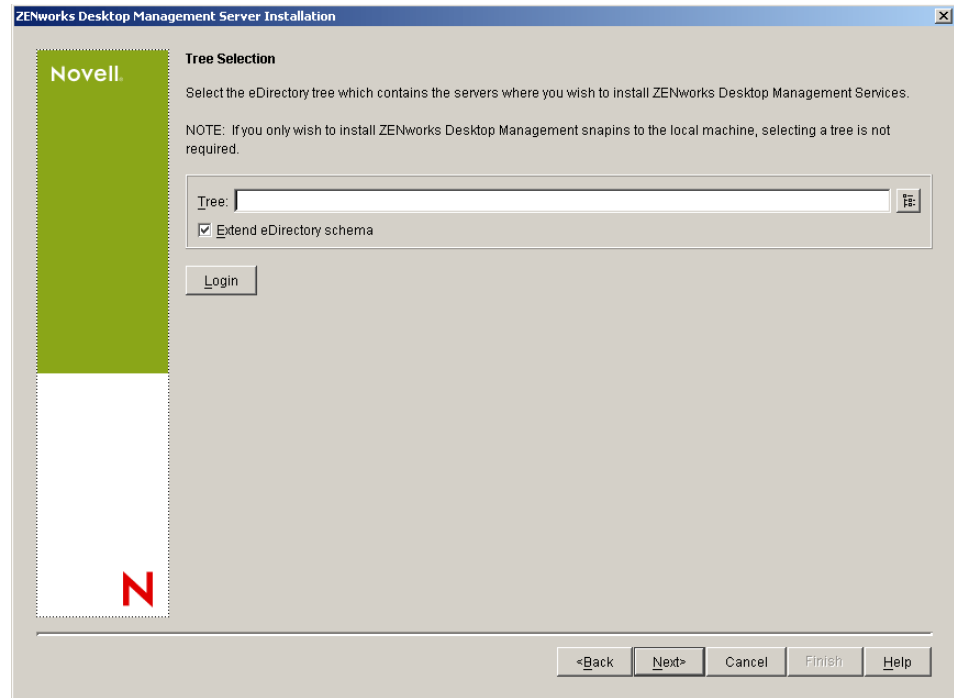 ZENworks Desktop Management Server Installation
Novell.
Tree Selection
Select the eDirectory tree which contains the servers where you wish to install ZENworks Desktop Management Services.
NOTE: If you only wish to install ZENworks Desktop Management snapins to the local machine, selecting a tree is not
required.
Tree:
Extend eDirectory schema
Login
N
<Back Next> Cancel Finish Help